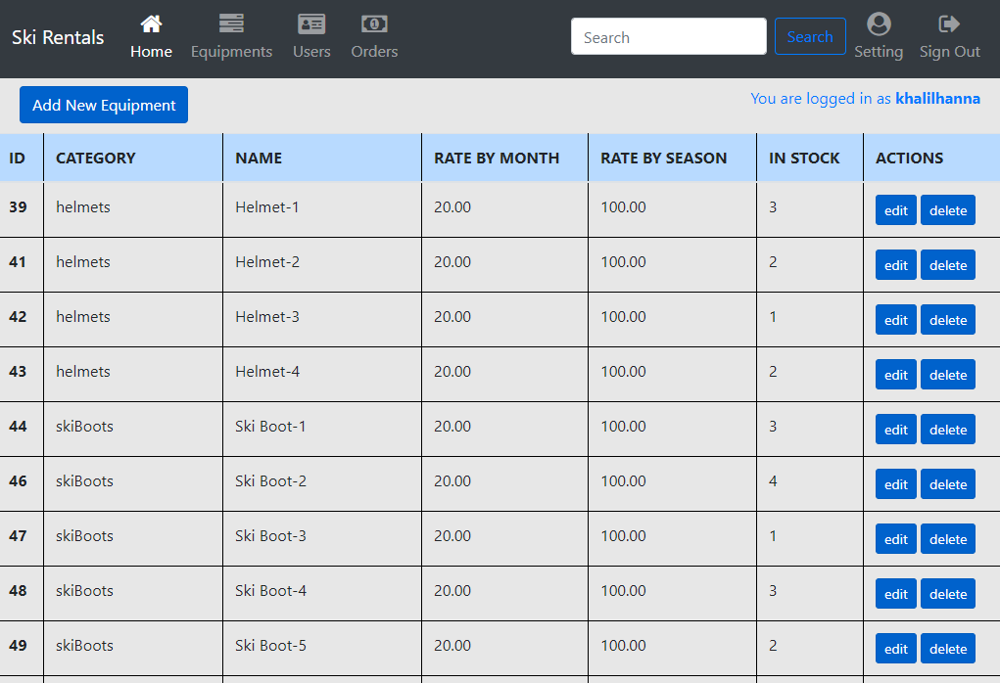 Ski Rentals Home Equipments Users Orders Search Search Setting Sign Out
Add New Equipment You are logged in as khalilhanna
ID CATEGORY NAME RATE BY MONTH RATE BY SEASON IN STOCK ACTIONS
39 helmets Helmet-1 20.00 100.00 3 edit delete
41 helmets Helmet-2 20.00 100.00 2 edit delete
42 helmets Helmet-3 20.00 100.00 1 edit delete
43 helmets Helmet-4 20.00 100.00 2 edit delete
44 skiBoots Ski Boot-1 20.00 100.00 3 edit delete
46 skiBoots Ski Boot-2 20.00 100.00 4 edit delete
47 skiBoots Ski Boot-3 20.00 100.00 1 edit delete
48 skiBoots Ski Boot-4 20.00 100.00 3 edit delete
49 skiBoots Ski Boot-5 20.00 100.00 2 edit delete